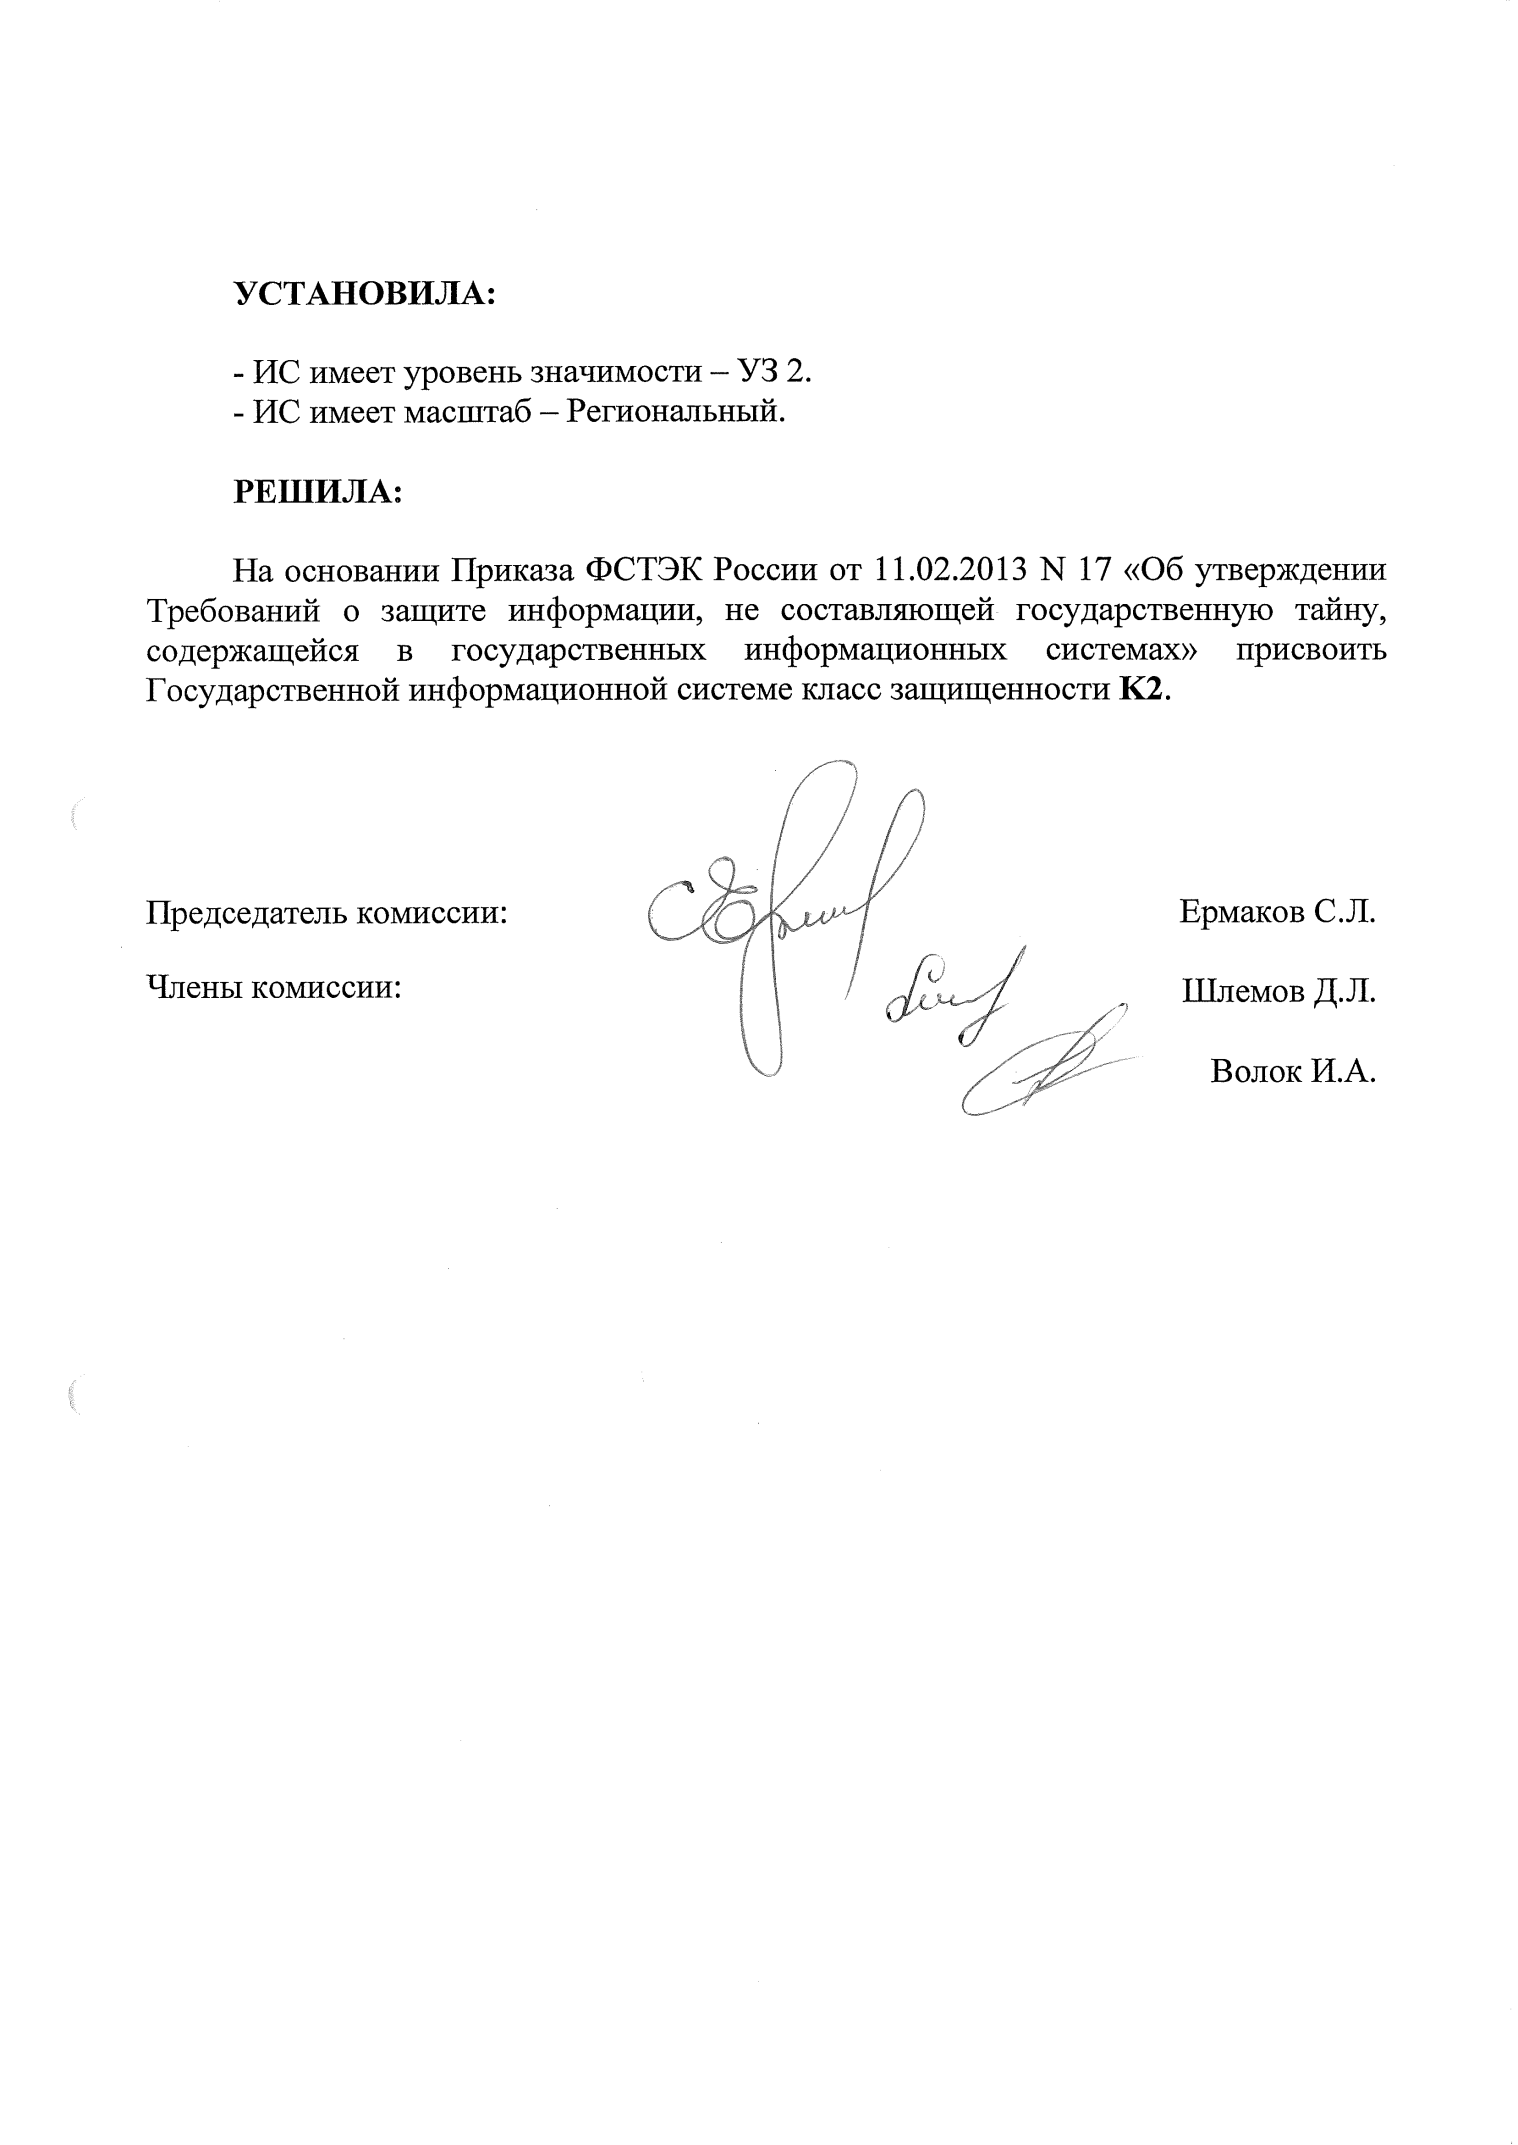 УСТАНОВИЛА:
- ИС имеет уровень значимости – УЗ 2.
- ИС имеет масштаб – Региональный.
РЕШИЛА:
На основании Приказа ФСТЭК России от 11.02.2013 N 17 «Об утверждении
Требований о защите информации, не составляющей государственную тайну,
содержащейся в государственных информационных системах» присвоить
Государственной информационной системе класс защищенности К2.
Председатель комиссии: Ермаков С.Л.
Члены комиссии: Шлемов Д.Л.
Волок И.А.